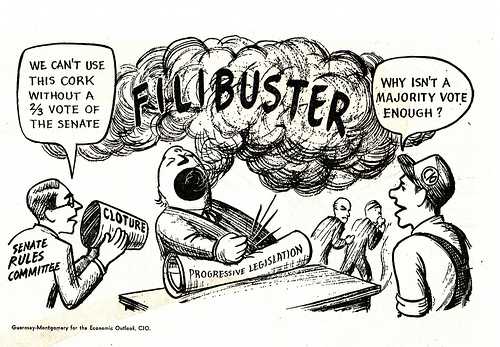 WE CAN'T USE
THIS CORK
WITHOUT A
2/3 VOTE OF
THE SENATE
FILIBUSTER
WHY ISN'T A
MAJORITY VOTE
ENOUGH?
CLOTURE
SENATE
RULES
COMMITTEE
PROGRESSIVE LEGISLATION
Guernsey-Montgomery for the Economic Outlook, CIO.